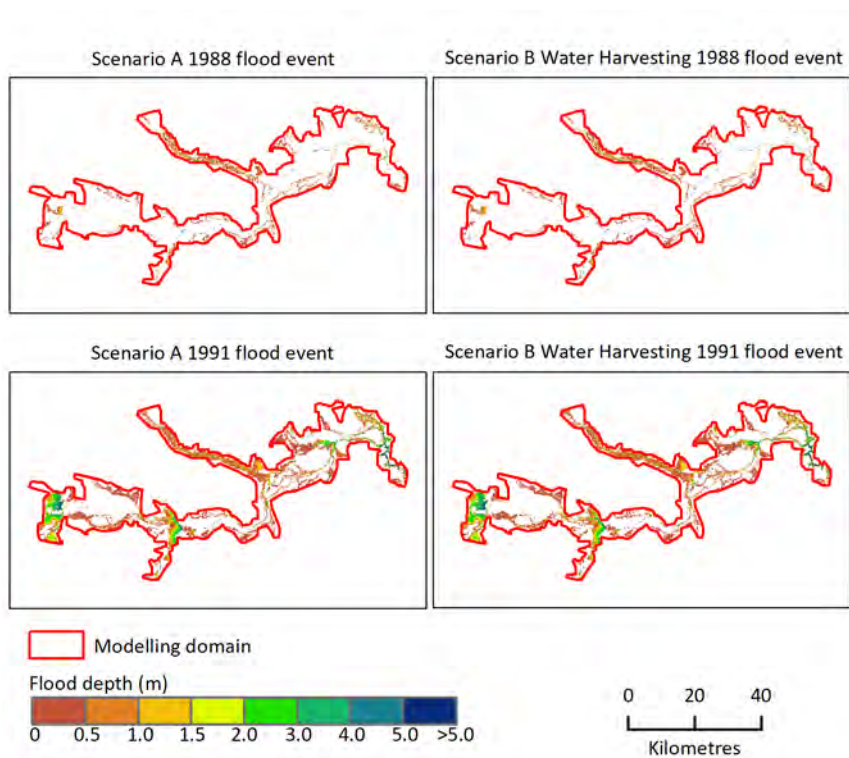 Scenario A 1988 flood event
Scenario B Water Harvesting 1988 flood event
Scenario A 1991 flood event
Scenario B Water Harvesting 1991 flood event
Modelling domain
Flood depth (m)
0 0.5 1.0 1.5 2.0 3.0 4.0 5.0 >5.0
0 20 40
Kilometres